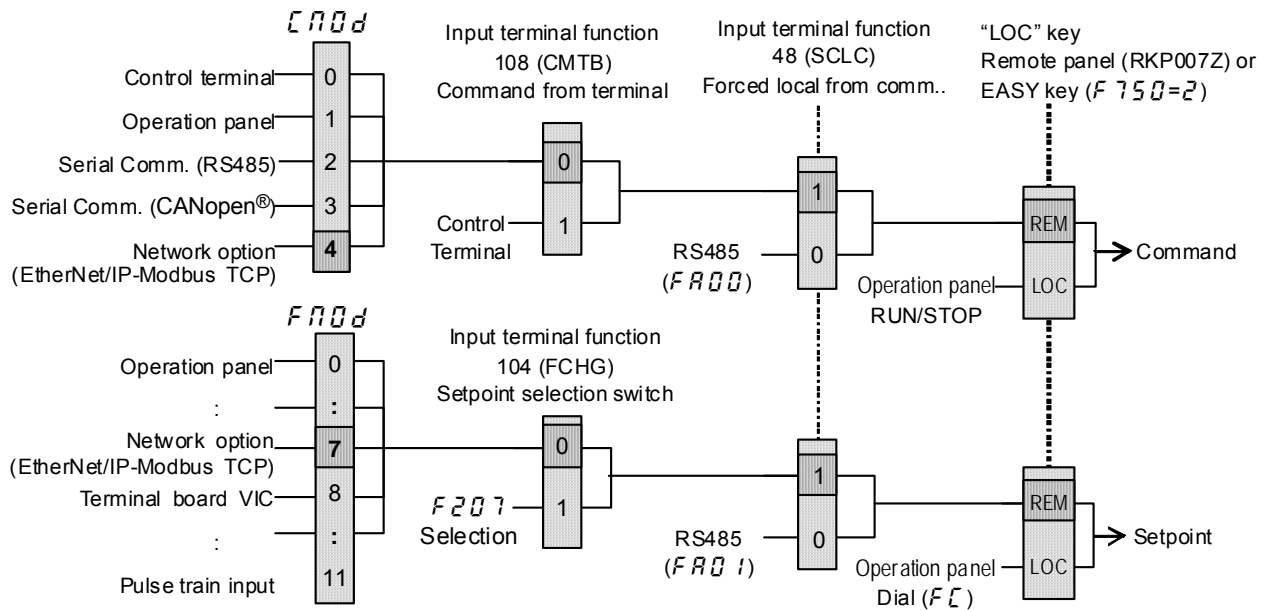 CMOd
Control terminal
0
Operation panel
1
Serial Comm. (RS485)
2
Serial Comm. (CANopen®)
3
Network option
(EtherNet/IP-Modbus TCP)
4
Input terminal function
108 (CMTB)
Command from terminal
0
1
Control
Terminal
Input terminal function
48 (SCLC)
Forced local from comm..
1
0
RS485
(FA00)
“LOC” key
Remote panel (RKP007Z) or
EASY key (F750=2)
REM
LOC
Operation panel
RUN/STOP
Command
FMOd
Operation panel
0
:
:
Network option
(EtherNet/IP-Modbus TCP)
7
Terminal board VIC
8
:
:
Pulse train input
11
Input terminal function
104 (FCHG)
Setpoint selection switch
0
1
F207
Selection
1
0
RS485
(FA01)
REM
LOC
Operation panel
Dial (FC)
Setpoint